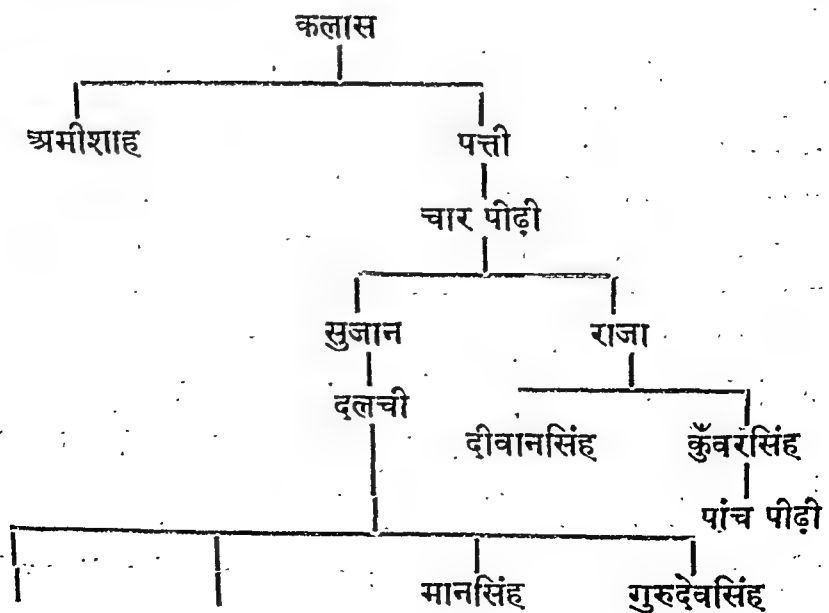 कलास
अमीशाह पत्ती
चार पीढ़ी
सुजान राजा
दलची
दीवानसिंह कुँवरसिंह
पांच पीढ़ी
मानसिंह गुरुदेवसिंह